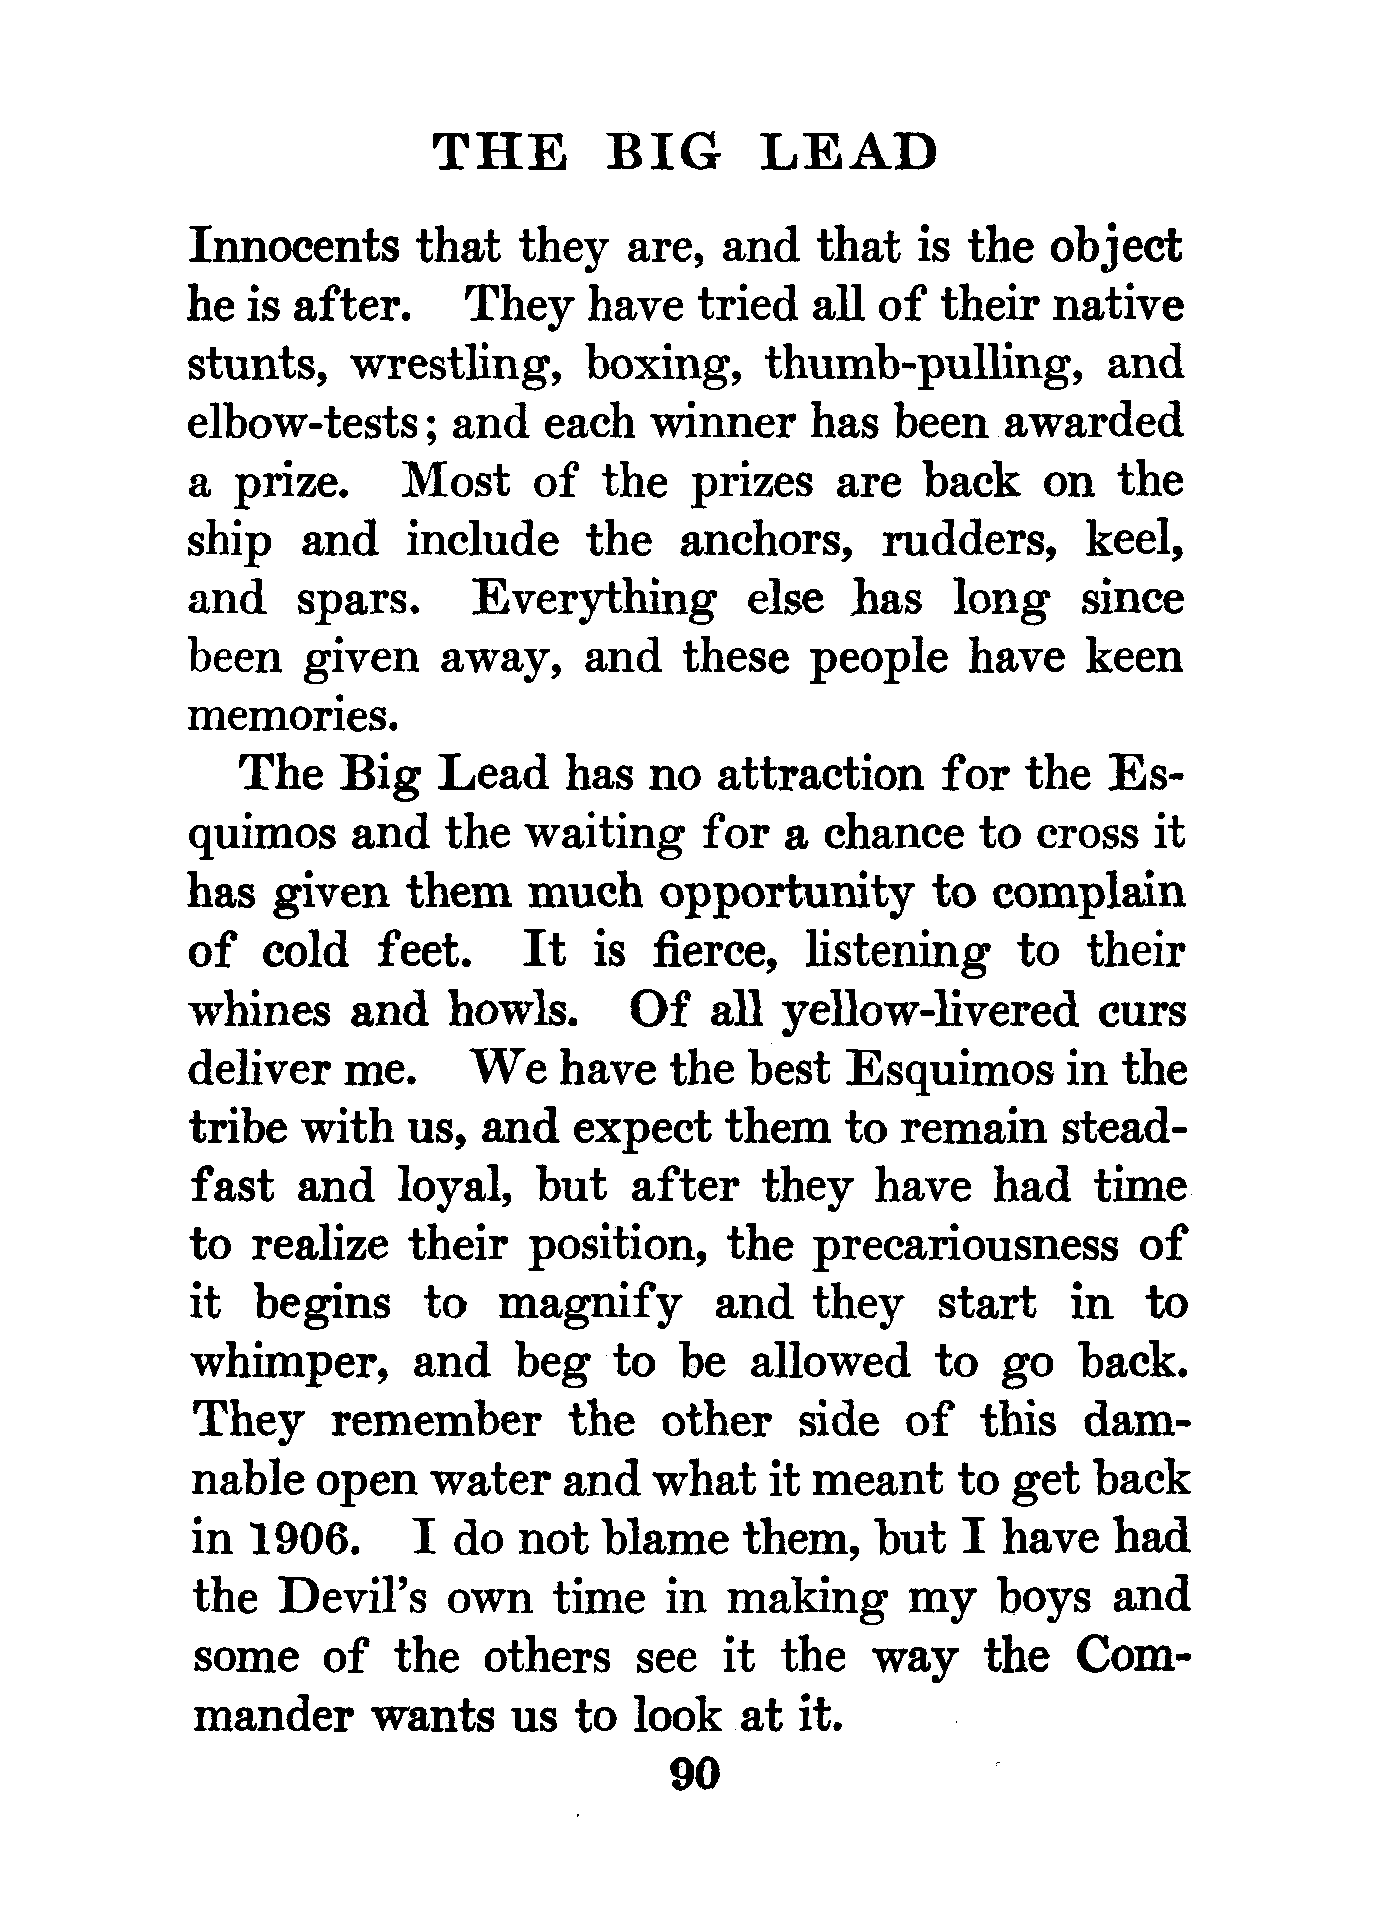 THE BIG LEAD
Innocents that they are, and that is the object
he is after. They have tried all of their native
stunts, wrestling, boxing, thumb-pulling, and
elbow-tests; and each winner has been awarded
a prize. Most of the prizes are back on the
ship and include the anchors, rudders, keel,
and spars. Everything else has long since
been given away, and these people have keen
memories.
The Big Lead has no attraction for the Es-
quimos and the waiting for a chance to cross it
has given them much opportunity to complain
of cold feet. It is fierce, listening to their
whines and howls. Of all yellow-livered curs
deliver me. We have the best Esquimos in the
tribe with us, and expect them to remain stead-
fast and loyal, but after they have had time
to realize their position, the precariousness of
it begins to magnify and they start in to
whimper, and beg to be allowed to go back.
They remember the other side of this dam-
nable open water and what it meant to get back
in 1906. I do not blame them, but I have had
the Devil's own time in making my boys and
some of the others see it the way the Com-
mander wants us to look at it.
90